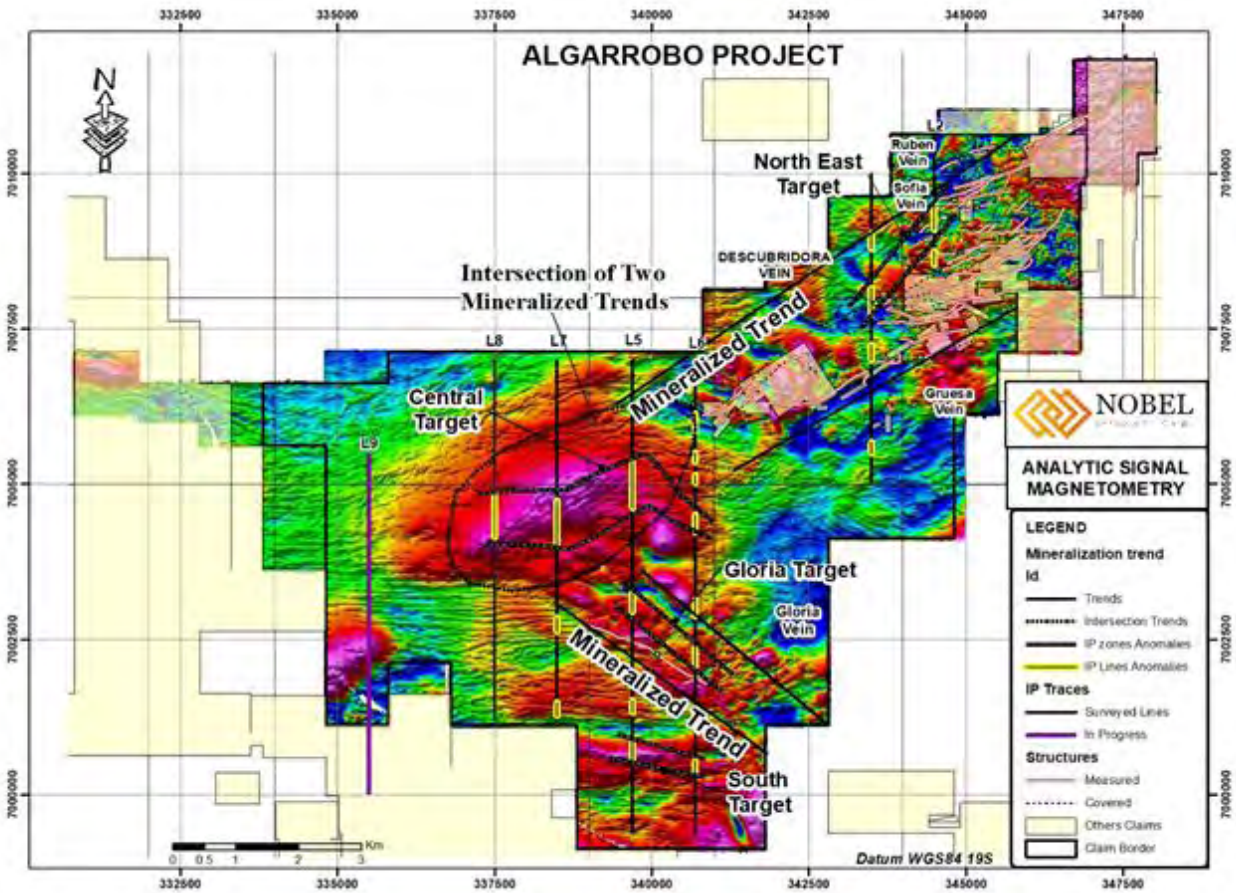 332500 335000 337500 340000 342500 345000 347500
ALGARROBO PROJECT
N
L2
Ruben
Vein
North East
Target
Sofia
Vein
7010000 7010000
DESCUBRIDORA
VEIN
Intersection of Two
Mineralized Trends
7007500 7007500
L8 L7 L5 L6
Mineralized Trend
Central
Target
Gruesa
Vein
NOBEL
L9
ANALYTIC SIGNAL
MAGNETOMETRY
7005000 7005000
LEGEND
Mineralization trend
Id
Trends
Intersection Trends
IP zones Anomalies
IP Lines Anomalies
IP Traces
Surveyed Lines
In Progress
Structures
Measured
Covered
Others Claims
Claim Border
Gloria Target
Gloria
Vein
7002500 7002500
Mineralized Trend
South
Target
7000000 7000000
0 0.5 1 2 3 Km
Datum WGS84 19S
332500 335000 337500 340000 342500 345000 347500